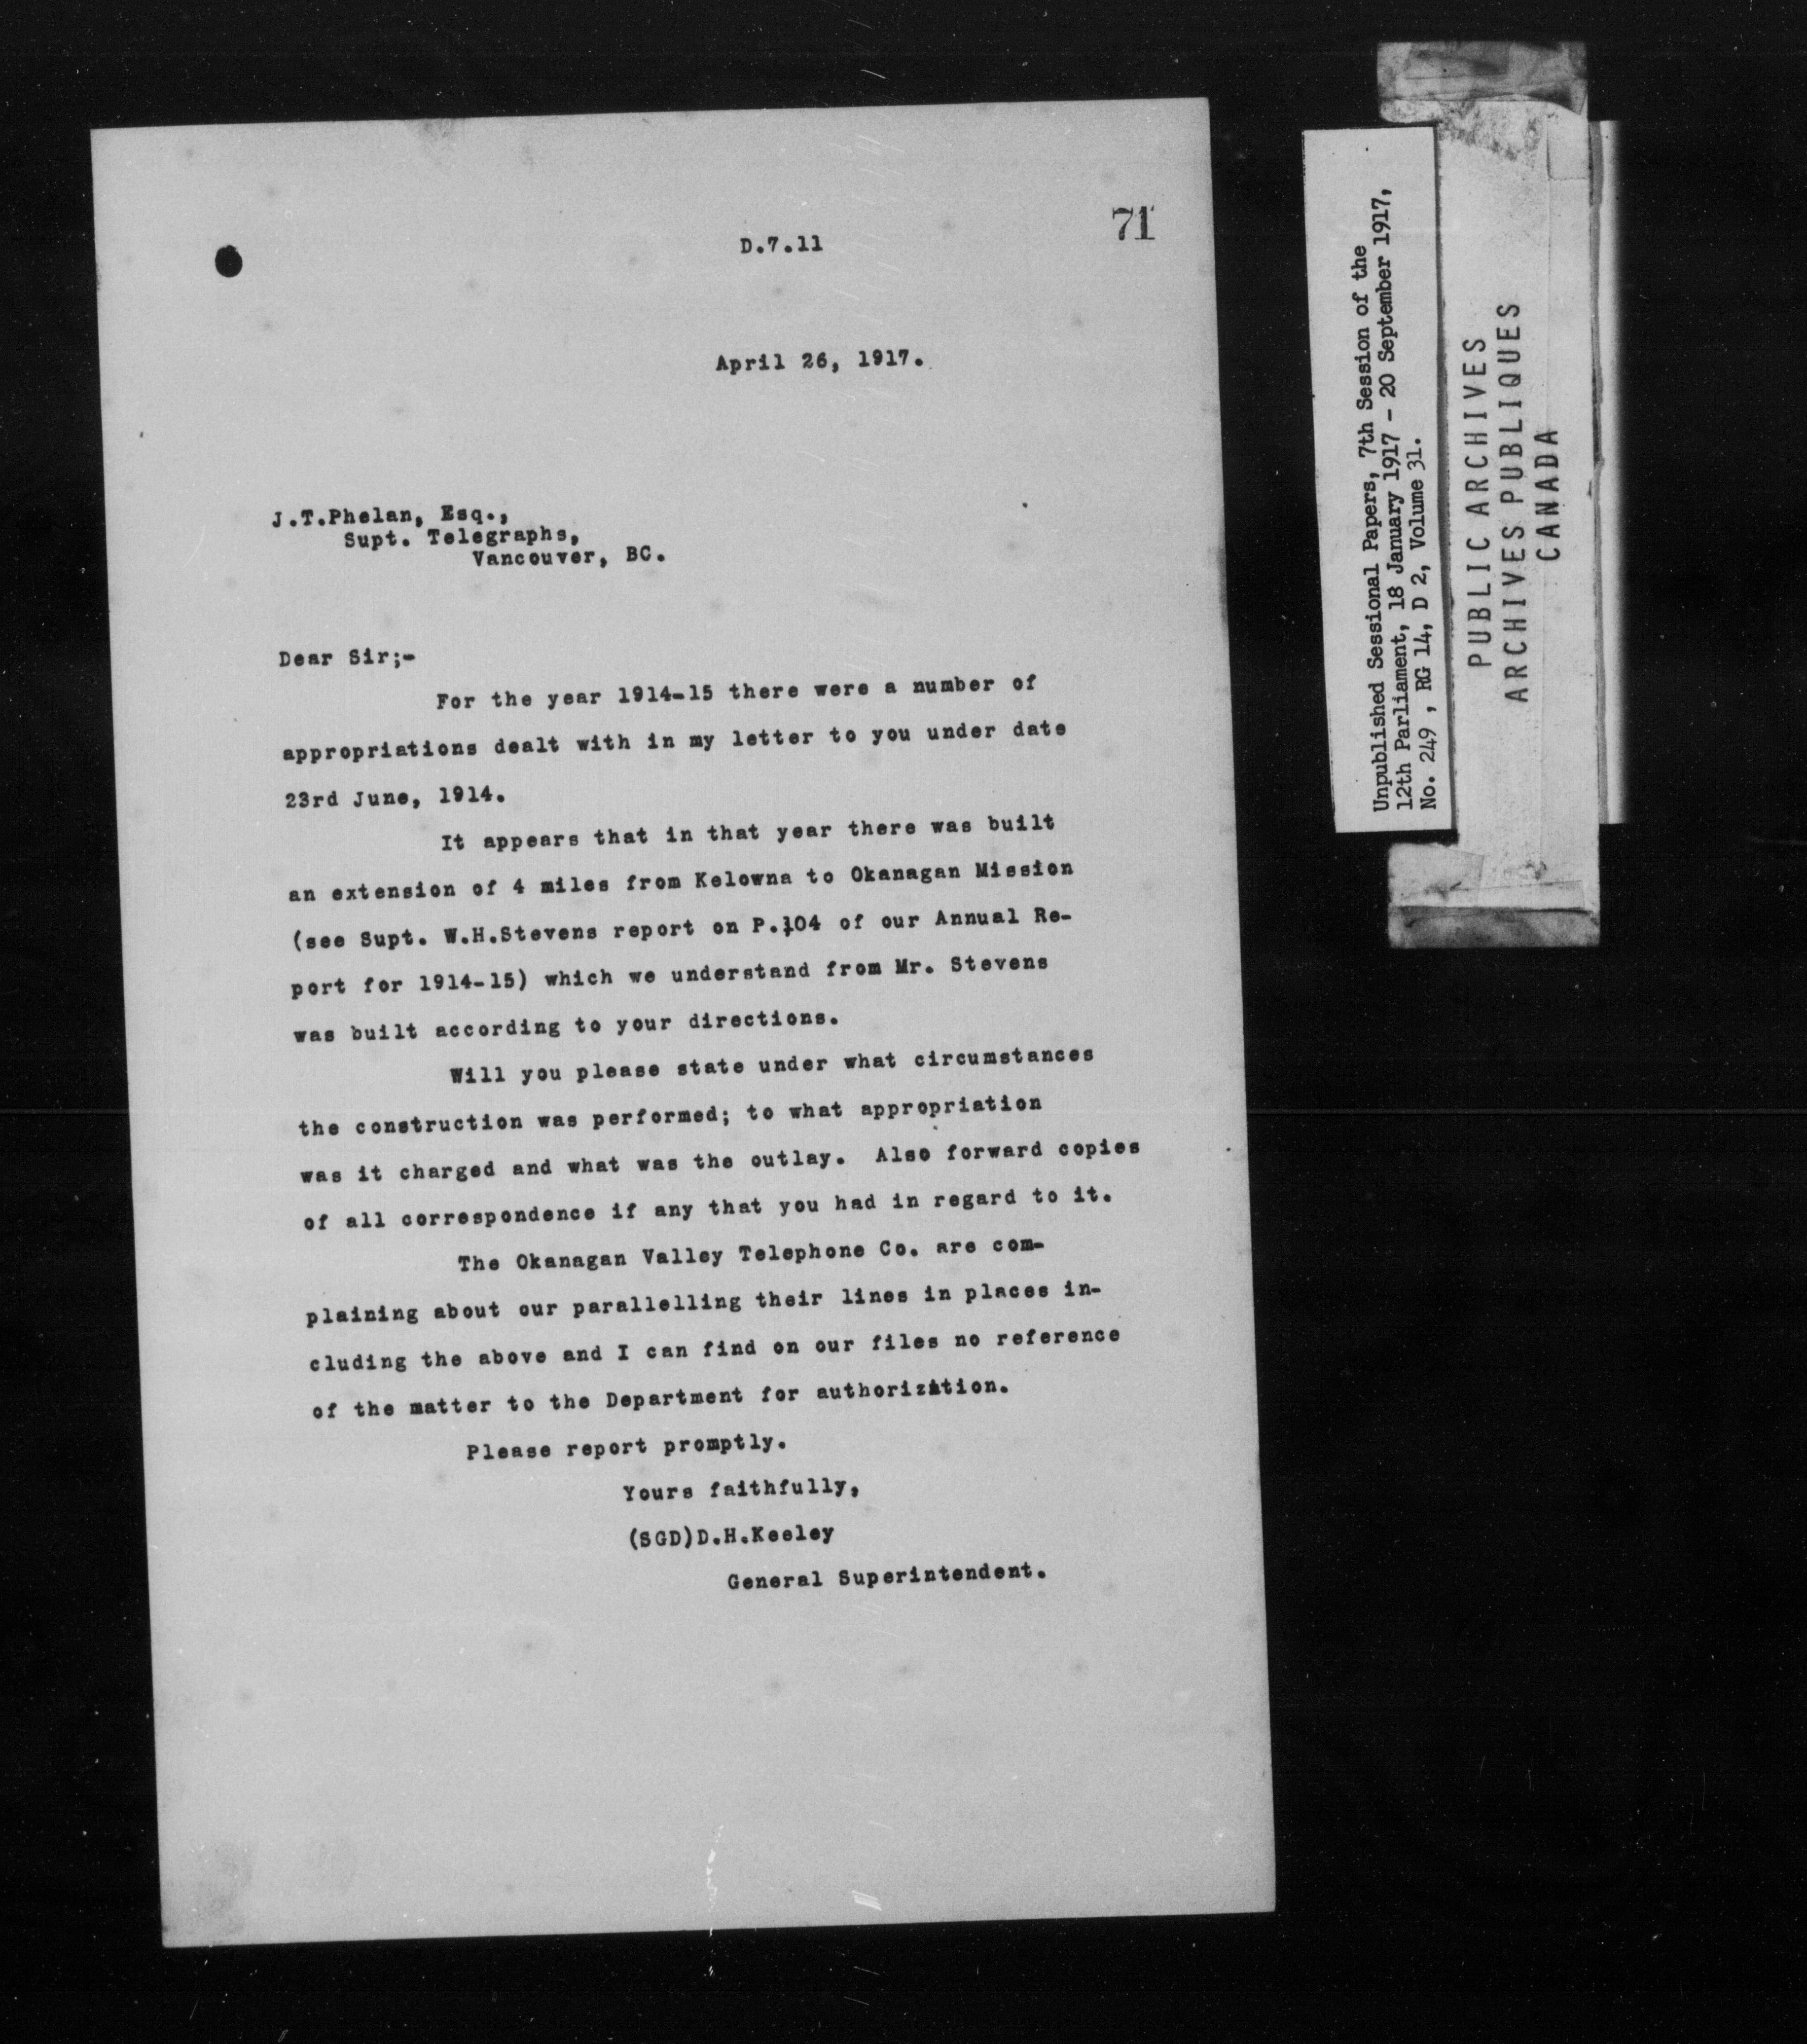 71
D.7.11
April 26, 1917.
J.T.Phelan, Esq.,
Supt. Telegraphs,
Vancouver, BC.
Dear Sir;-
For the year 1914-15 there were a number of
appropriations dealt with in my letter to you under date
23rd June, 1914.
It appears that in that year there was built
an extension of 4 miles from Kelowna to Okanagan Mission
(see Supt. W.H.Stevens report on P.104 of our Annual Re-
port for 1914-15) which we understand from Mr. Stevens
was built according to your directions.
Will you please state under what circumstances
the construction was performed; to what appropriation
was it charged and what was the outlay. Also forward copies
of all correspondence if any that you had in regard to it.
The Okanagan Valley Telephone Co. are com-
plaining about our parallelling their lines in places in-
cluding the above and I can find on our files no reference
of the matter to the Department for authorization.
Please report promptly.
Yours faithfully,
(SGD)D.H.Keeley
General Superintendent.
Unpublished Sessional Papers, 7th Session of the
12th Parliament, 18 January 1917 - 20 September 1917,
No. 249 , RG 14, D 2, Volume 31.
PUBLIC ARCHIVES
ARCHIVES PUBLIQUES
CANADA